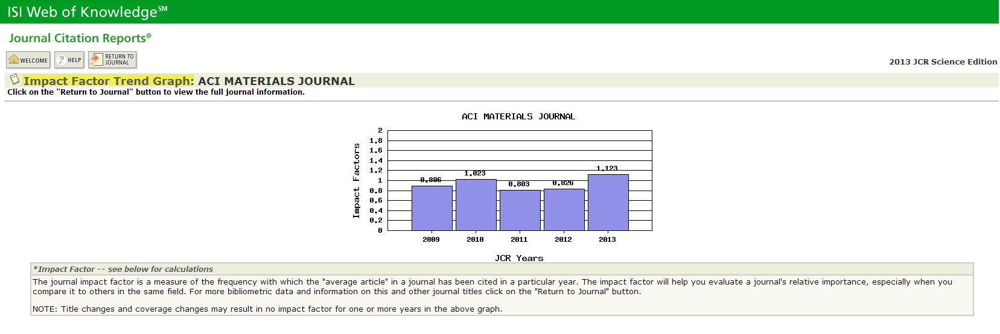 ISI Web of Knowledge℠
Journal Citation Reports®
WELCOME
? HELP
RETURN TO
JOURNAL
2013 JCR Science Edition
Impact Factor Trend Graph: ACI MATERIALS JOURNAL
Click on the "Return to Journal" button to view the full journal information.
ACI MATERIALS JOURNAL
Impact Factors
2
1.8
1.6
1.4
1.2
1
0.8
0.6
0.4
0.2
0
0.896
1.023
0.803
0.826
1.123
2009 2010 2011 2012 2013
JCR Years
*Impact Factor -- see below for calculations
The journal impact factor is a measure of the frequency with which the "average article" in a journal has been cited in a particular year. The impact factor will help you evaluate a journal's relative importance, especially when you
compare it to others in the same field. For more bibliometric data and information on this and other journal titles click on the "Return to Journal" button.
NOTE: Title changes and coverage changes may result in no impact factor for one or more years in the above graph.